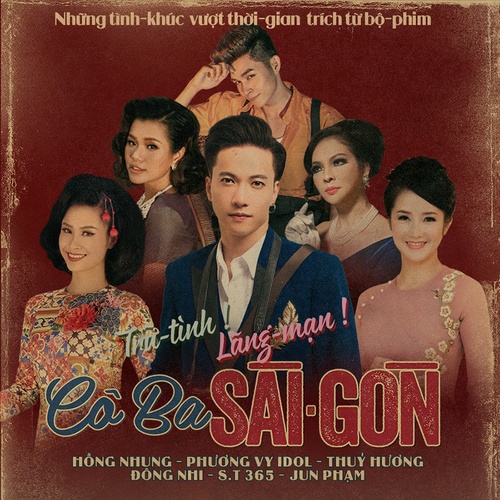 Những tình-khúc vượt thời-gian trích từ bộ-phim
Trữ-tình ! Lãng-mạn !
Cô Ba SÀI-GÒN
HỒNG NHUNG - PHƯƠNG VY IDOL - THUỶ HƯƠNG
ĐÔNG NHI - S.T 365 - JUN PHẠM